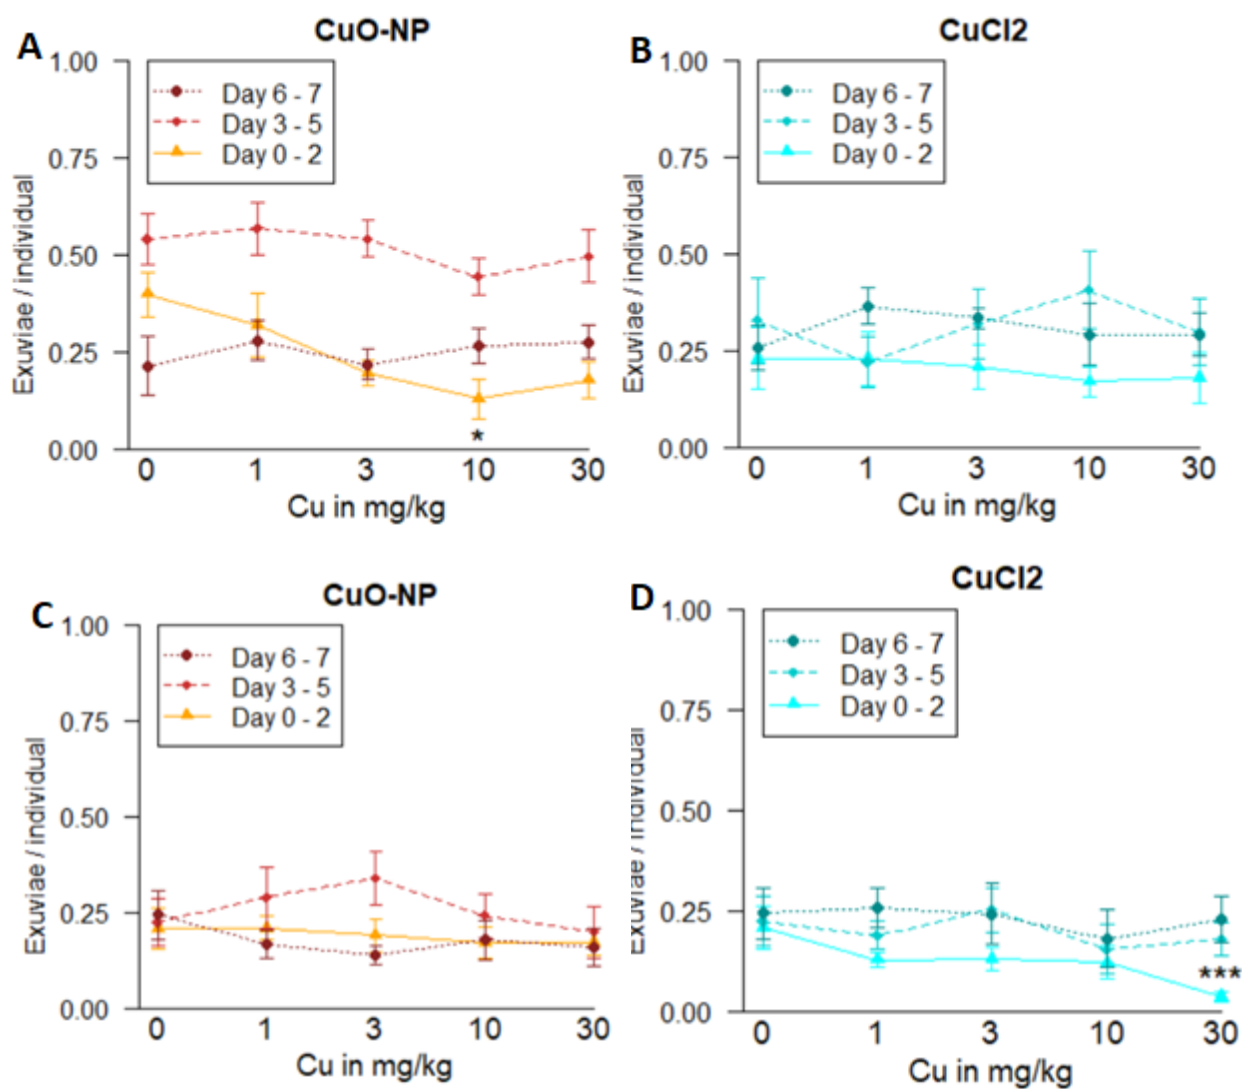 A
CuO-NP
1.00
0.75
0.50
0.25
0.00
Exuviae / individual
Day 6 - 7
Day 3 - 5
Day 0 - 2
*
0 1 3 10 30
Cu in mg/kg
B
CuCl2
1.00
0.75
0.50
0.25
0.00
Exuviae / individual
Day 6 - 7
Day 3 - 5
Day 0 - 2
0 1 3 10 30
Cu in mg/kg
C
CuO-NP
1.00
0.75
0.50
0.25
0.00
Exuviae / individual
Day 6 - 7
Day 3 - 5
Day 0 - 2
0 1 3 10 30
Cu in mg/kg
D
CuCl2
1.00
0.75
0.50
0.25
0.00
Exuviae / individual
Day 6 - 7
Day 3 - 5
Day 0 - 2
***
0 1 3 10 30
Cu in mg/kg